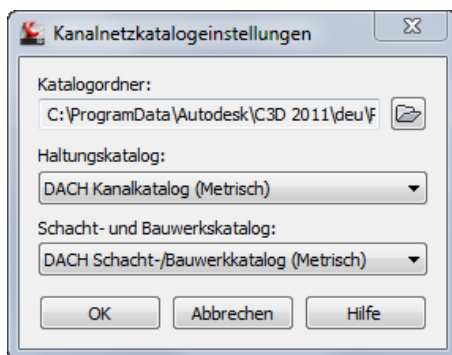 Kanalnetzkatalogeinstellungen
Katalogordner:
C:\ProgramData\Autodesk\C3D 2011\deu\F
Haltungskatalog:
DACH Kanalkatalog (Metrisch)
Schacht- und Bauwerkskatalog:
DACH Schacht-/Bauwerkkatalog (Metrisch)
OK Abbrechen Hilfe